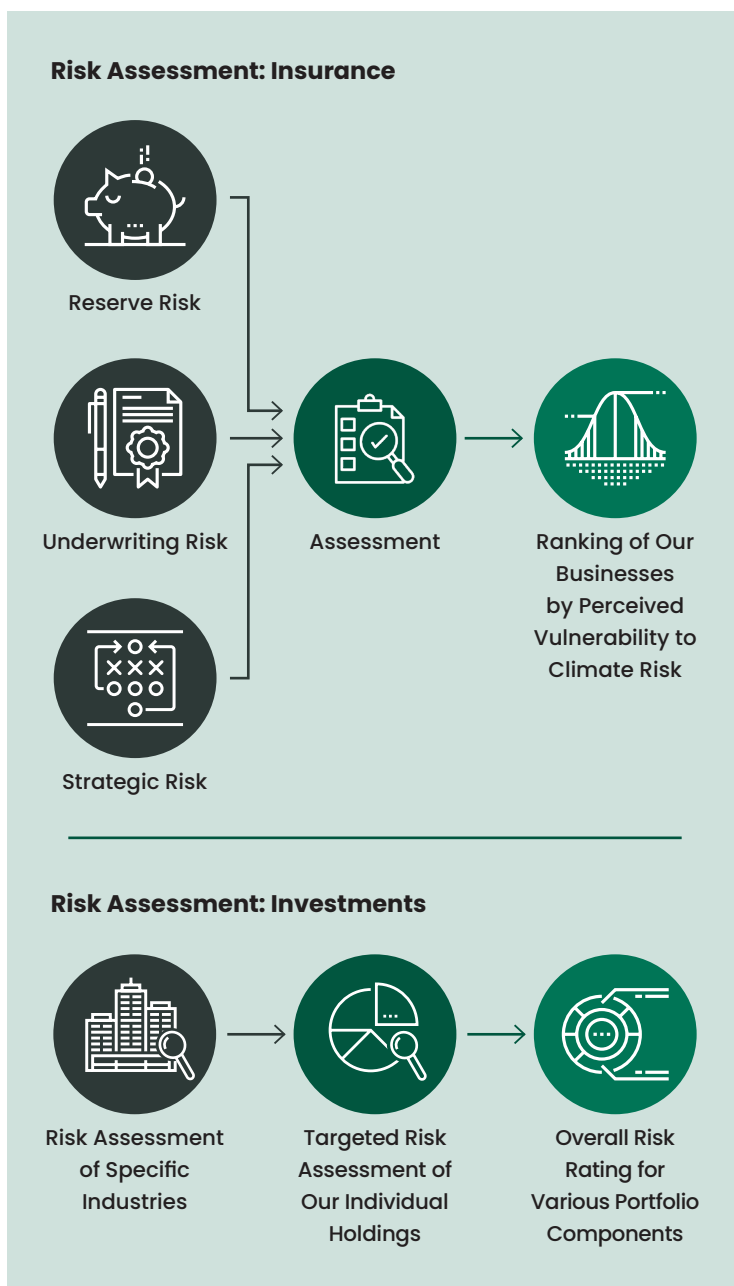 Risk Assessment: Insurance
Reserve Risk
Underwriting Risk
Assessment
Ranking of Our
Businesses
by Perceived
Vulnerability to
Climate Risk
Strategic Risk
Risk Assessment: Investments
Risk Assessment
of Specific
Industries
Targeted Risk
Assessment of
Our Individual
Holdings
Overall Risk
Rating for
Various Portfolio
Components